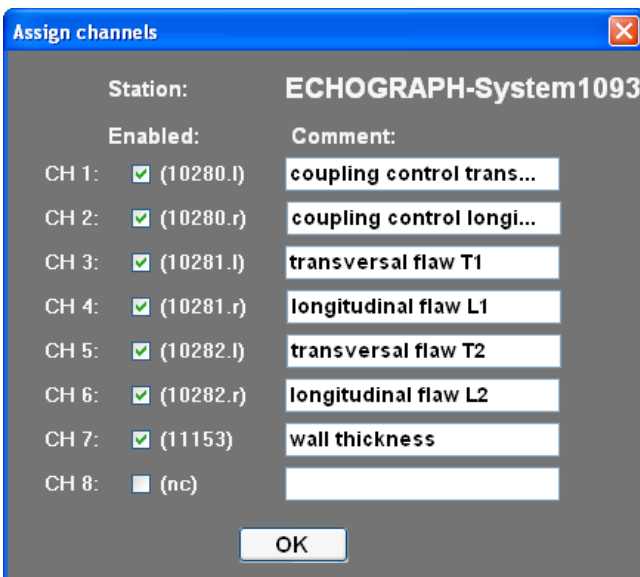 Assign channels
Station: ECHOGRAPH-System1093
Enabled: Comment:
CH 1: (10280.l) coupling control trans...
CH 2: (10280.r) coupling control longi...
CH 3: (10281.l) transversal flaw T1
CH 4: (10281.r) longitudinal flaw L1
CH 5: (10282.l) transversal flaw T2
CH 6: (10282.r) longitudinal flaw L2
CH 7: (11153) wall thickness
CH 8: (nc)
OK